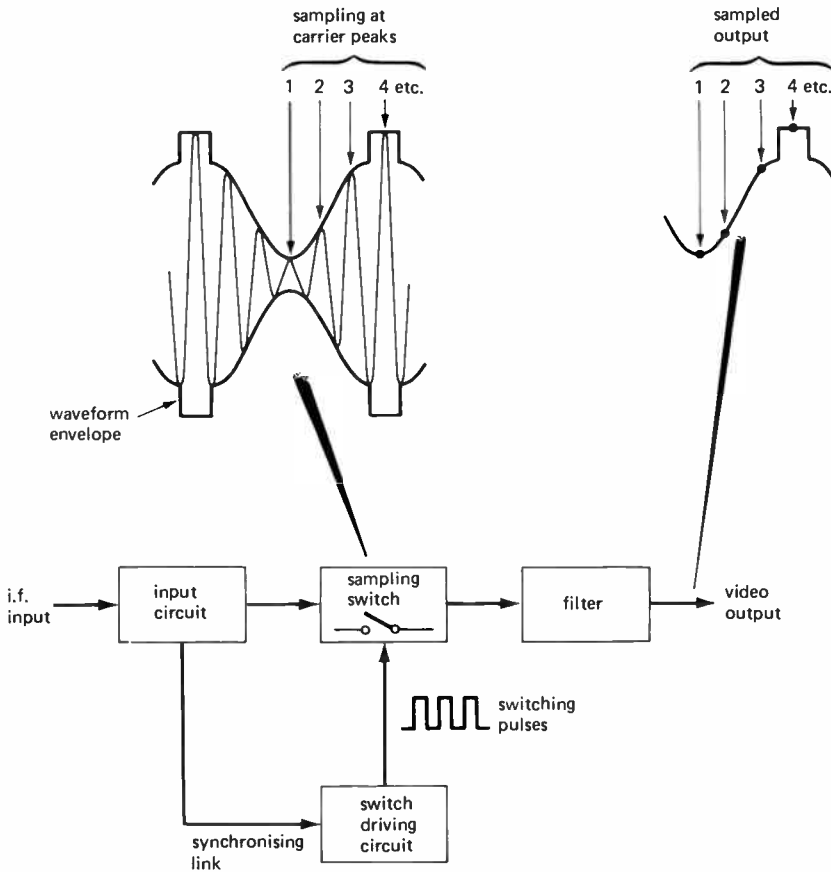 sampling at
carrier peaks
1 2 3 4 etc.
sampled
output
1 2 3 4 etc.
waveform
envelope
i.f.
input
input
circuit
sampling
switch
filter
video
output
switching
pulses
switch
driving
circuit
synchronising
link